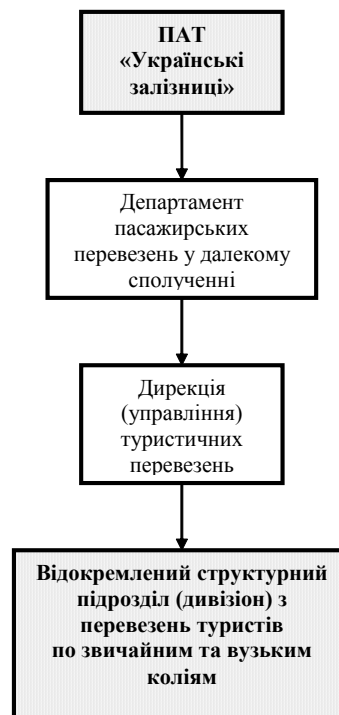 ПАТ
«Українські
залізниці»
Департамент
пасажирських
перевезень у далекому
сполученні
Дирекція
(управління)
туристичних
перевезень
Відокремлений структурний
підрозділ (дивізіон) з
перевезень туристів
по звичайним та вузьким
коліям